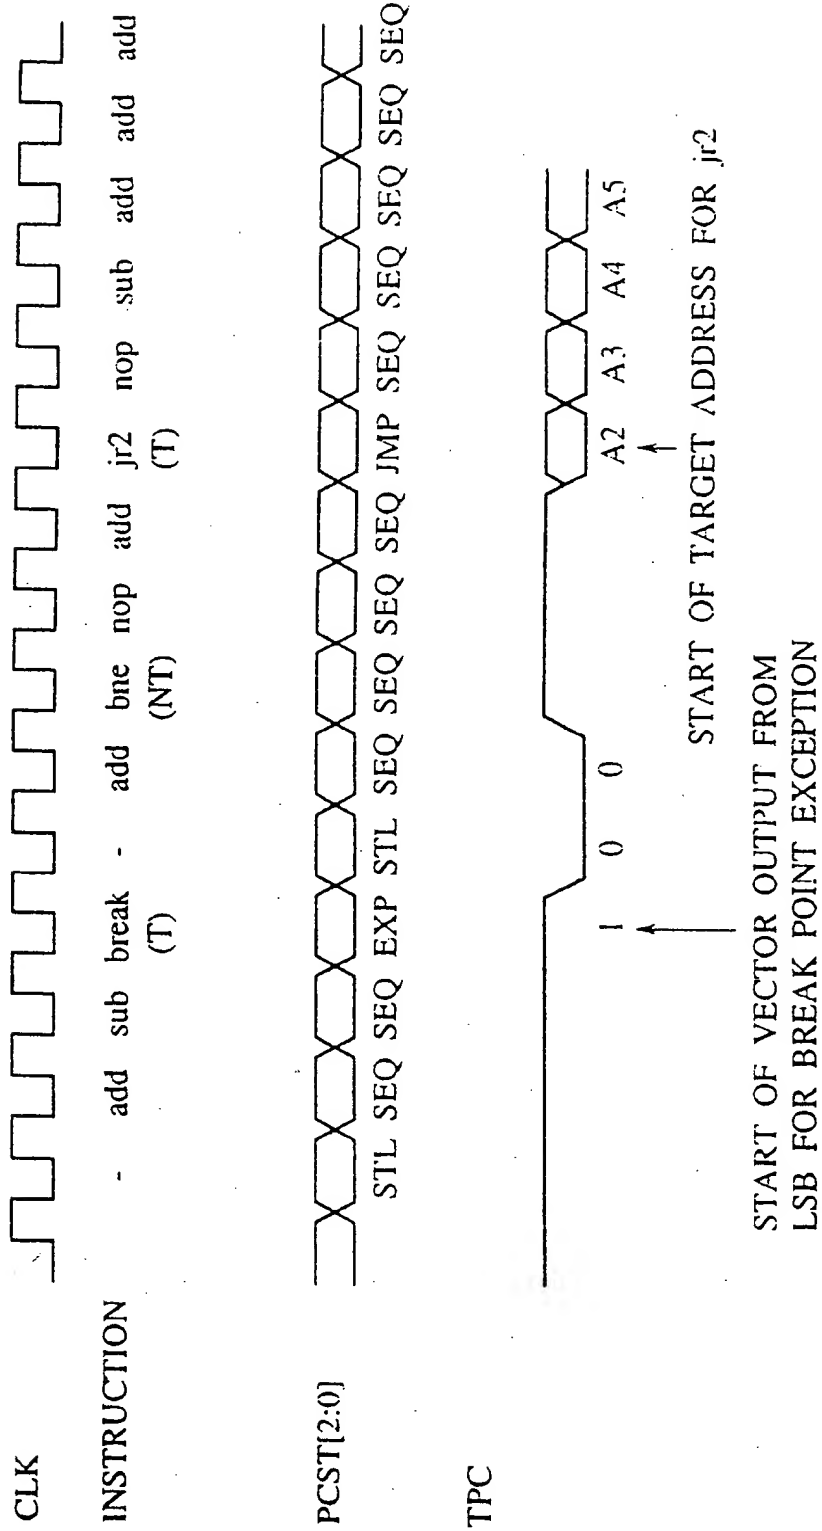 CLK
INSTRUCTION - add sub break - add bne nop add jr2 nop sub add add add
(T) (NT) (T)
PCST[2:0]
STL SEQ SEQ EXP STL SEQ SEQ SEQ SEQ JMP SEQ SEQ SEQ SEQ SEQ
TPC
1 0 0 A2 A3 A4 A5
START OF TARGET ADDRESS FOR jr2
START OF VECTOR OUTPUT FROM
LSB FOR BREAK POINT EXCEPTION